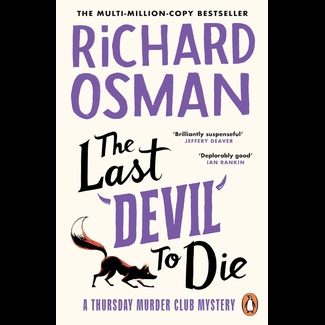 THE MULTI-MILLION-COPY BESTSELLER
RiCHARD
OSMAN
'Brilliantly suspenseful'
JEFFERY DEAVER
'Deplorably good'
IAN RANKIN
The
Last
'DEVIL'
To
Die
A THURSDAY MURDER CLUB MYSTERY